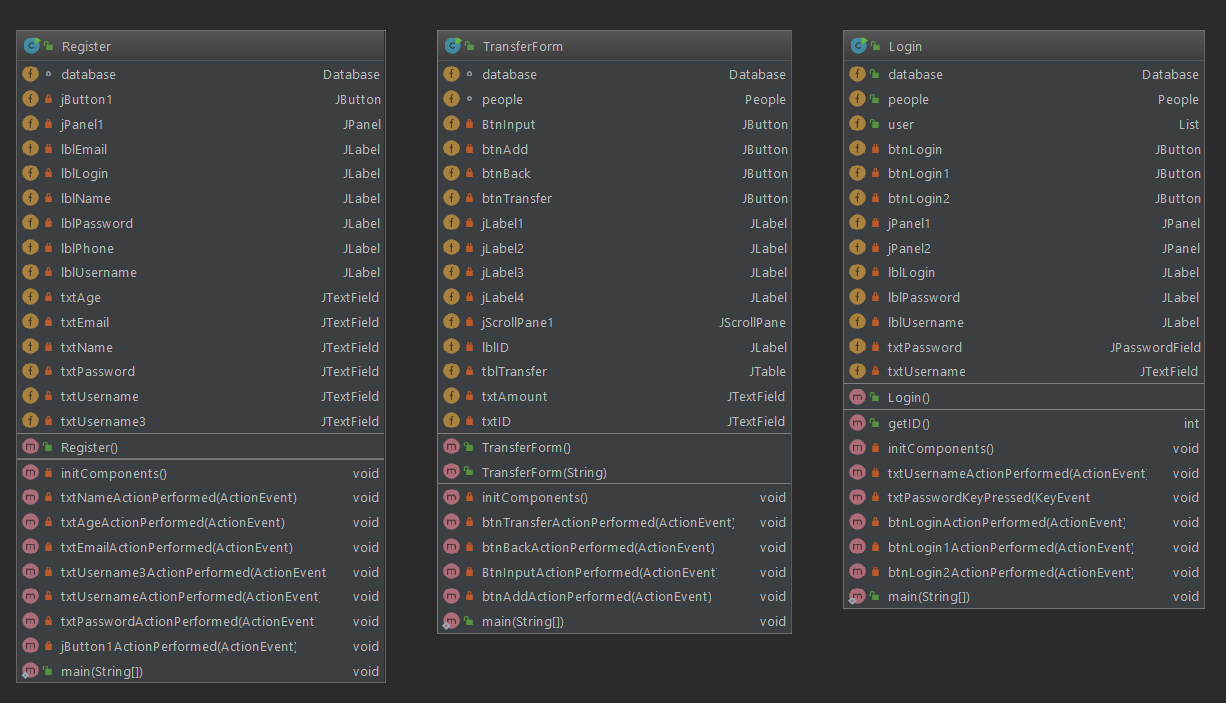 Register
database Database
jButton1 JButton
jPanel1 JPanel
lblEmail JLabel
lblLogin JLabel
lblName JLabel
lblPassword JLabel
lblPhone JLabel
lblUsername JLabel
txtAge JTextField
txtEmail JTextField
txtName JTextField
txtPassword JTextField
txtUsername JTextField
txtUsername3 JTextField
Register()
initComponents() void
txtNameActionPerformed(ActionEvent) void
txtAgeActionPerformed(ActionEvent) void
txtEmailActionPerformed(ActionEvent) void
txtUsername3ActionPerformed(ActionEvent void
txtUsernameActionPerformed(ActionEvent) void
txtPasswordActionPerformed(ActionEvent) void
jButton1ActionPerformed(ActionEvent) void
main(String[]) void
TransferForm
database Database
people People
BtnInput JButton
btnAdd JButton
btnBack JButton
btnTransfer JButton
jLabel1 JLabel
jLabel2 JLabel
jLabel3 JLabel
jLabel4 JLabel
jScrollPane1 JScrollPane
lblID JLabel
tblTransfer JTable
txtAmount JTextField
txtID JTextField
TransferForm()
TransferForm(String)
initComponents() void
btnTransferActionPerformed(ActionEvent) void
btnBackActionPerformed(ActionEvent) void
BtnInputActionPerformed(ActionEvent) void
btnAddActionPerformed(ActionEvent) void
main(String[]) void
Login
database Database
people People
user List
btnLogin JButton
btnLogin1 JButton
btnLogin2 JButton
jPanel1 JPanel
jPanel2 JPanel
lblLogin JLabel
lblPassword JLabel
lblUsername JLabel
txtPassword JPasswordField
txtUsername JTextField
Login()
getID() int
initComponents() void
txtUsernameActionPerformed(ActionEvent) void
txtPasswordKeyPressed(KeyEvent void
btnLoginActionPerformed(ActionEvent) void
btnLogin1ActionPerformed(ActionEvent) void
btnLogin2ActionPerformed(ActionEvent) void
main(String[]) void